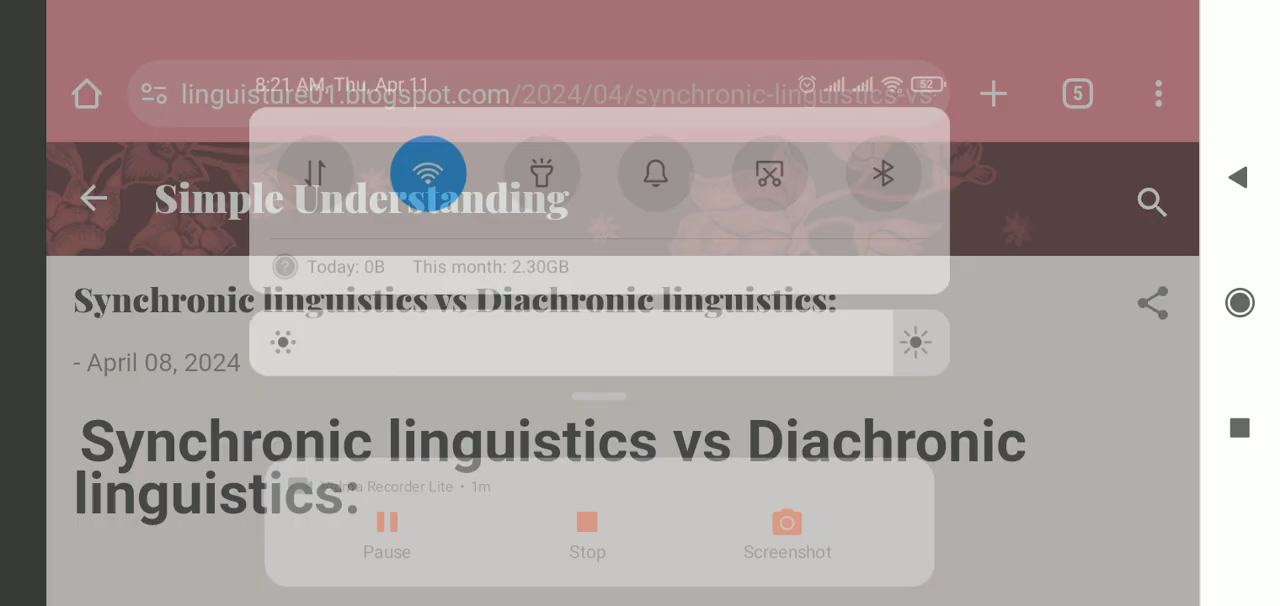 8:21 AM, Thu, Apr 11
52
linguisture01.blogspot.com/2024/04/synchronic-linguistics-vs-
5
Simple Understanding
Today: 0B This month: 2.30GB
Synchronic linguistics vs Diachronic linguistics:
- April 08, 2024
Synchronic linguistics vs Diachronic
linguistics:
Recorder Lite • 1m
Pause Stop Screenshot